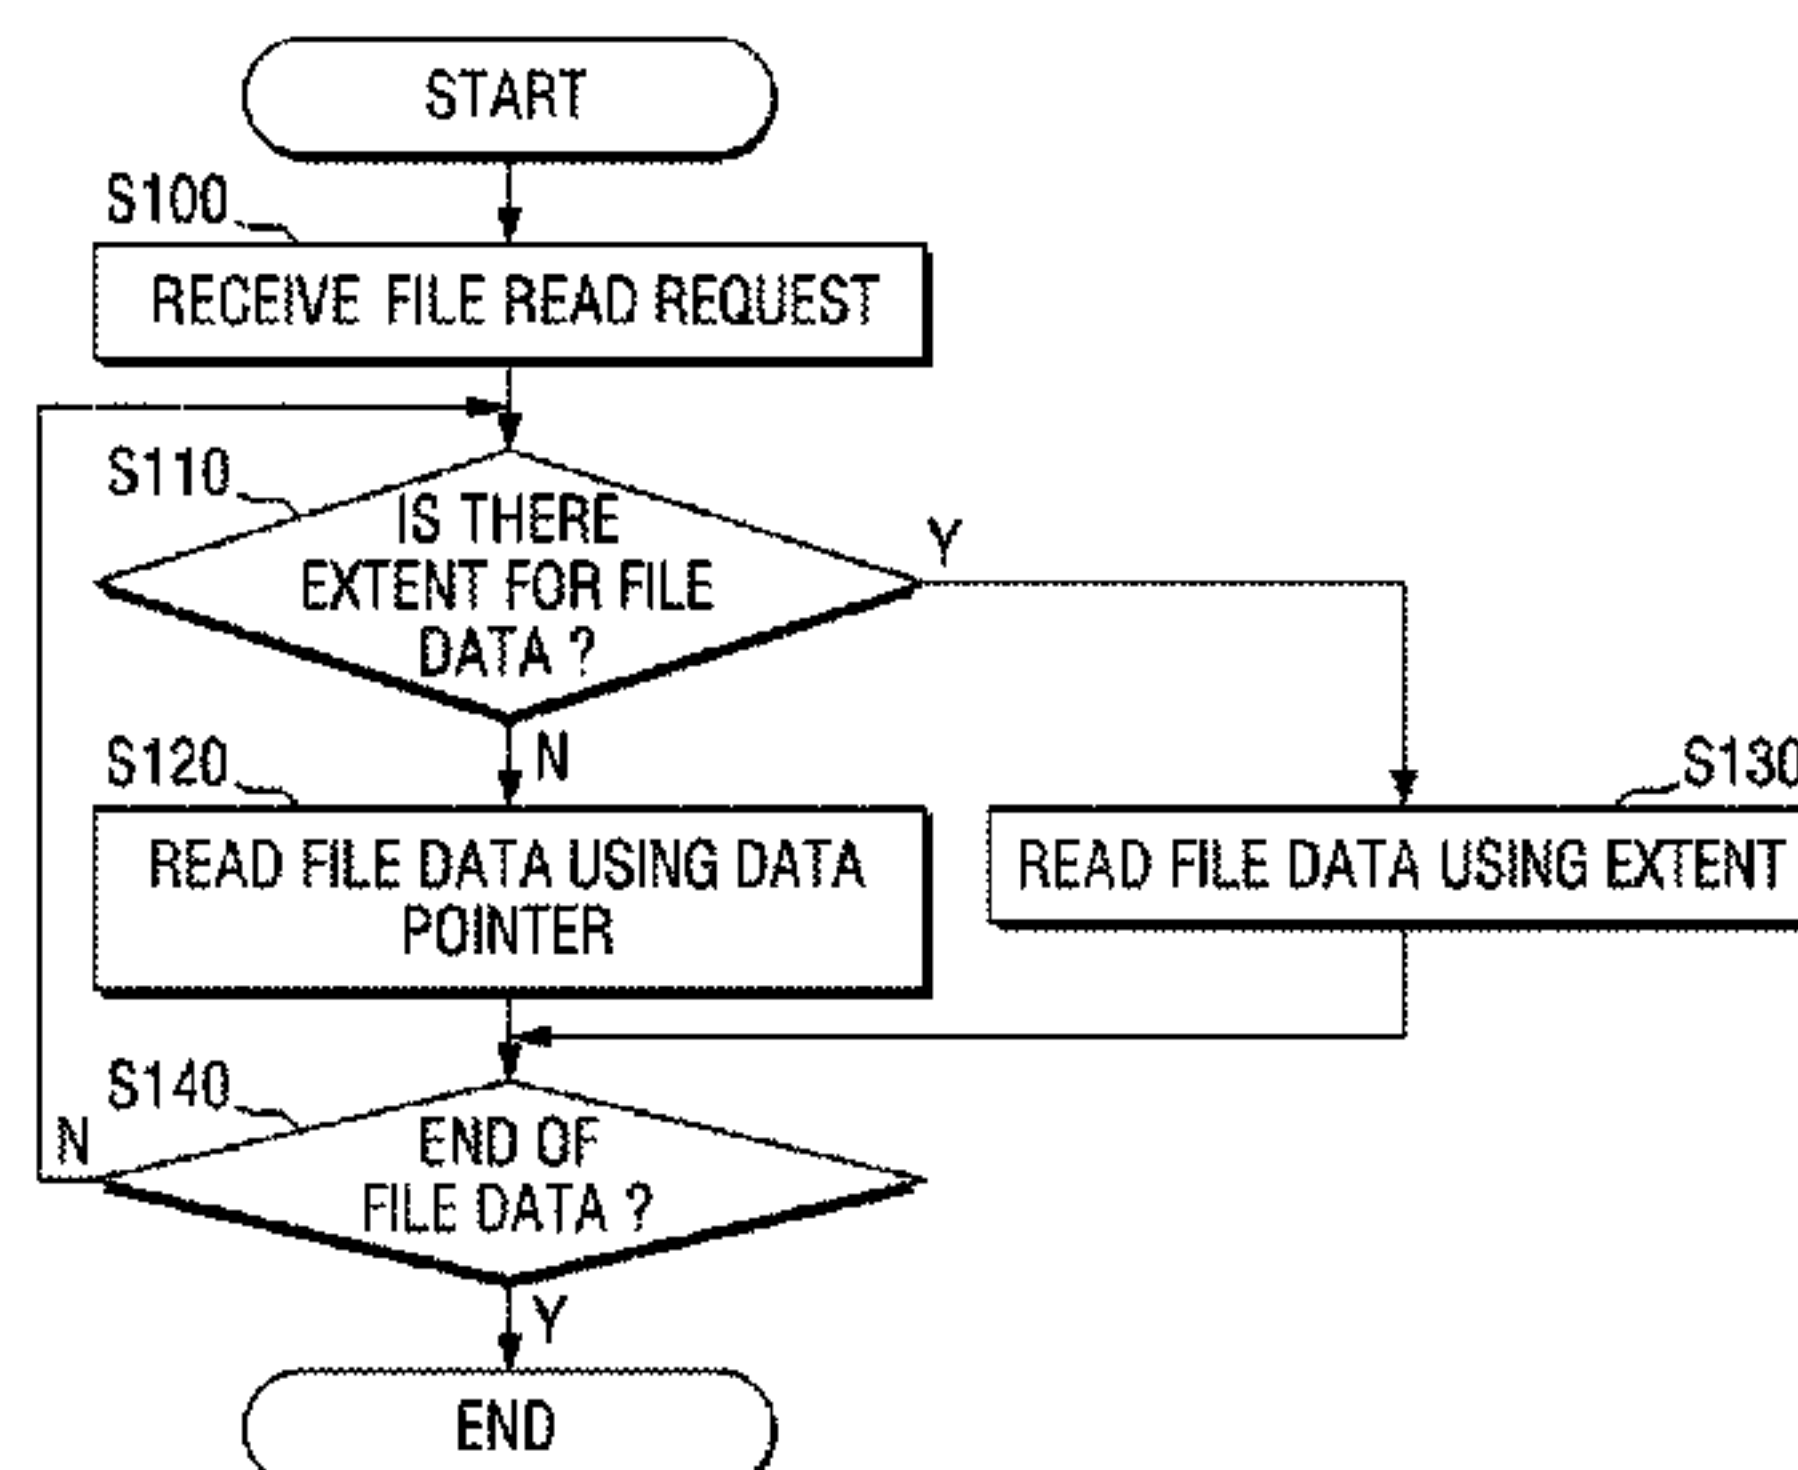 START
S100
RECEIVE FILE READ REQUEST
S110
IS THERE
EXTENT FOR FILE
DATA ?
Y
N
S120
READ FILE DATA USING DATA
POINTER
S130
READ FILE DATA USING EXTENT
S140
END OF
FILE DATA ?
N
Y
END